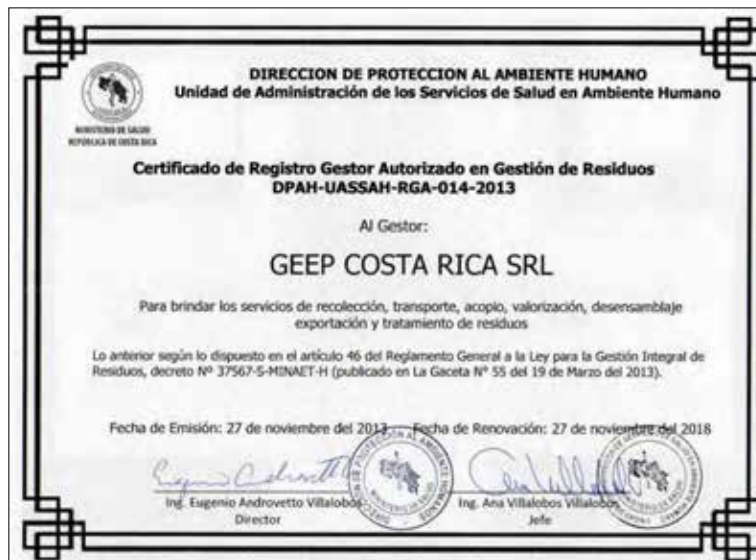 DIRECCION DE PROTECCION AL AMBIENTE HUMANO
Unidad de Administración de los Servicios de Salud en Ambiente Humano
MINISTERIO DE SALUD
REPÚBLICA DE COSTA RICA
Certificado de Registro Gestor Autorizado en Gestión de Residuos
DPAH-UASSAH-RGA-014-2013
Al Gestor:
GEEP COSTA RICA SRL
Para brindar los servicios de recolección, transporte, acopio, valorización, desensamblaje
exportación y tratamiento de residuos
Lo anterior según lo dispuesto en el artículo 46 del Reglamento General a la Ley para la Gestión Integral de
Residuos, decreto Nº 37567-S-MINAET-H (publicado en La Gaceta N° 55 del 19 de Marzo del 2013).
Fecha de Emisión: 27 de noviembre del 2013 Fecha de Renovación: 27 de noviembre del 2018
Ing. Eugenio Androvetto Villalobos Ing. Ana Villalobos Villalobos
Director Jefe